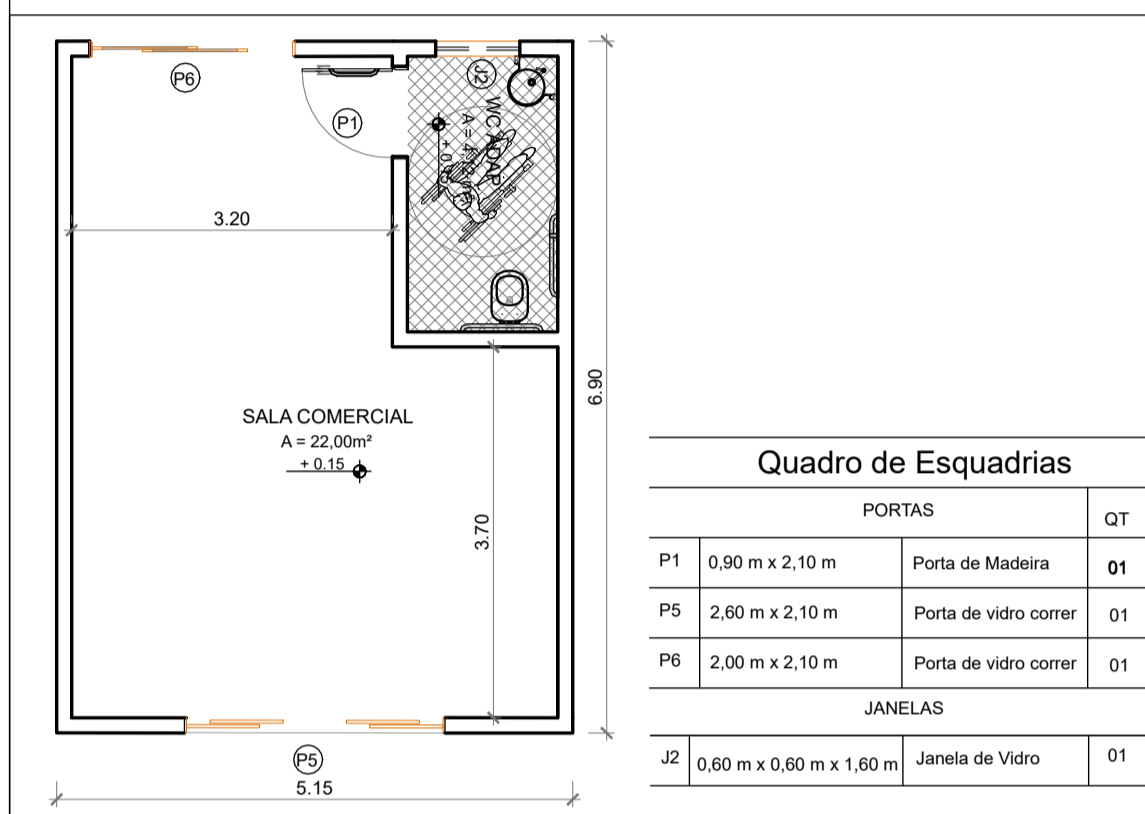 P6
J2
P1
WC ADAP
A = 4,12 m²
3.20
6.90
SALA COMERCIAL
A = 22,00m²
+ 0.15
3.70
P5
5.15
Quadro de Esquadrias
PORTAS QT
P1 0,90 m x 2,10 m Porta de Madeira 01
P5 2,60 m x 2,10 m Porta de vidro correr 01
P6 2,00 m x 2,10 m Porta de vidro correr 01
JANELAS
J2 0,60 m x 0,60 m x 1,60 m Janela de Vidro 01